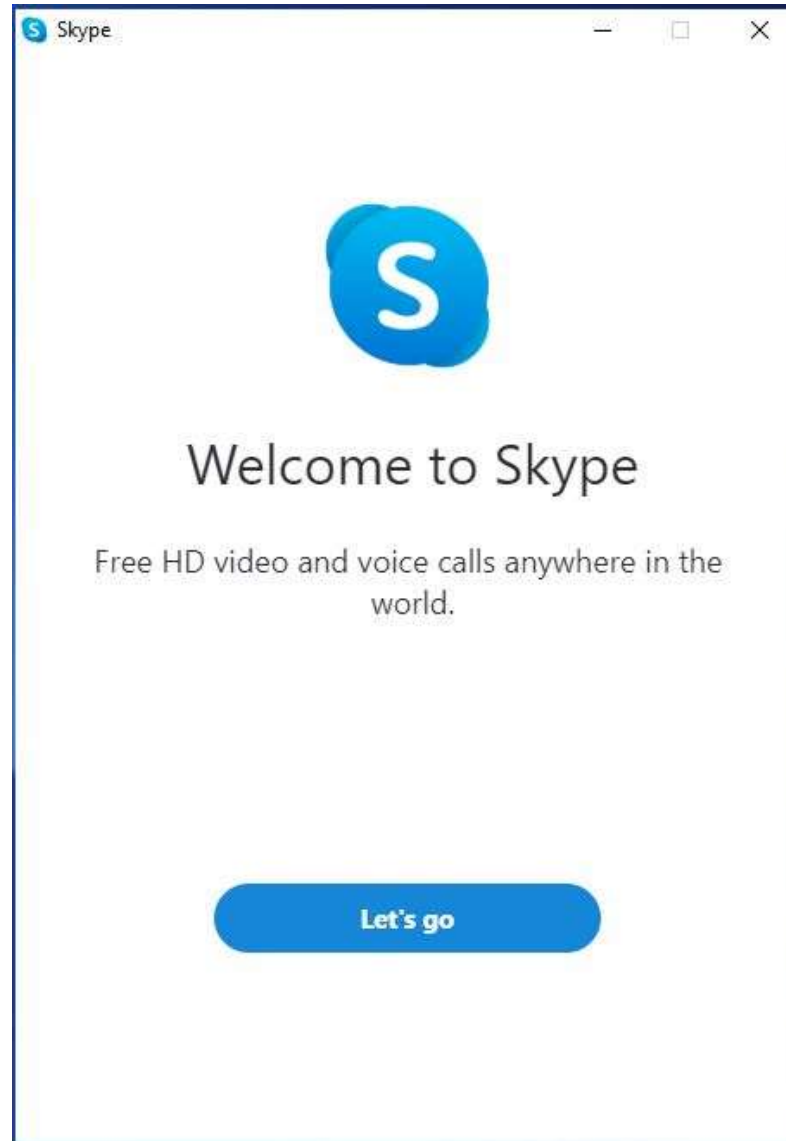 Skype
S
Welcome to Skype
Free HD video and voice calls anywhere in the
world.
Let's go